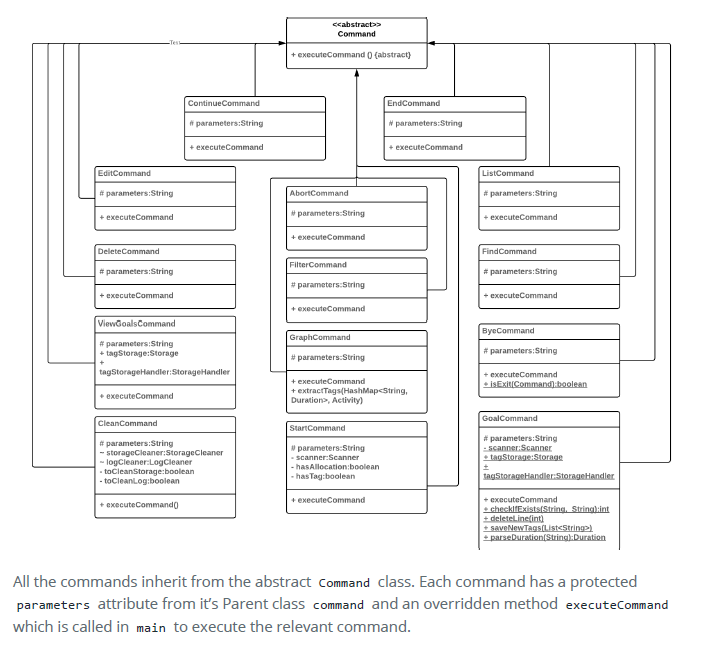 <<abstract>>
Command
+ executeCommand () {abstract}
Text
ContinueCommand
# parameters:String
+ executeCommand
EndCommand
# parameters:String
+ executeCommand
EditCommand
# parameters:String
+ executeCommand
AbortCommand
# parameters:String
+ executeCommand
ListCommand
# parameters:String
+ executeCommand
DeleteCommand
# parameters:String
+ executeCommand
FilterCommand
# parameters:String
+ executeCommand
FindCommand
# parameters:String
+ executeCommand
ViewGoalsCommand
# parameters:String
+ tagStorage:Storage
+
tagStorageHandler:StorageHandler
+ executeCommand
GraphCommand
# parameters:String
+ executeCommand
+ extractTags(HashMap<String,
Duration>, Activity)
ByeCommand
# parameters:String
+ executeCommand
+ isExit(Command):boolean
CleanCommand
# parameters:String
~ storageCleaner:StorageCleaner
~ logCleaner:LogCleaner
- toCleanStorage:boolean
- toCleanLog:boolean
+ executeCommand()
StartCommand
# parameters:String
- scanner:Scanner
- hasAllocation:boolean
- hasTag:boolean
+ executeCommand
GoalCommand
# parameters:String
- scanner:Scanner
+ tagStorage:Storage
+
tagStorageHandler:StorageHandler
+ executeCommand
+ checkIfExists(String, String):int
+ deleteLine(int)
+ saveNewTags(List<String>)
+ parseDuration(String):Duration
All the commands inherit from the abstract Command class. Each command has a protected
parameters attribute from it's Parent class command and an overridden method executeCommand
which is called in main to execute the relevant command.